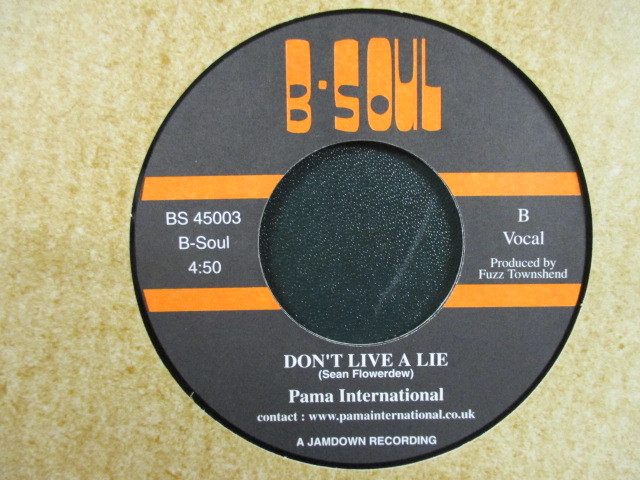 B·SOUL
BS 45003
B-Soul
4:50
B
Vocal
Produced by
Fuzz Townshend
DON'T LIVE A LIE
(Sean Flowerdew)
Pama International
contact : www.pamainternational.co.uk
A JAMDOWN RECORDING